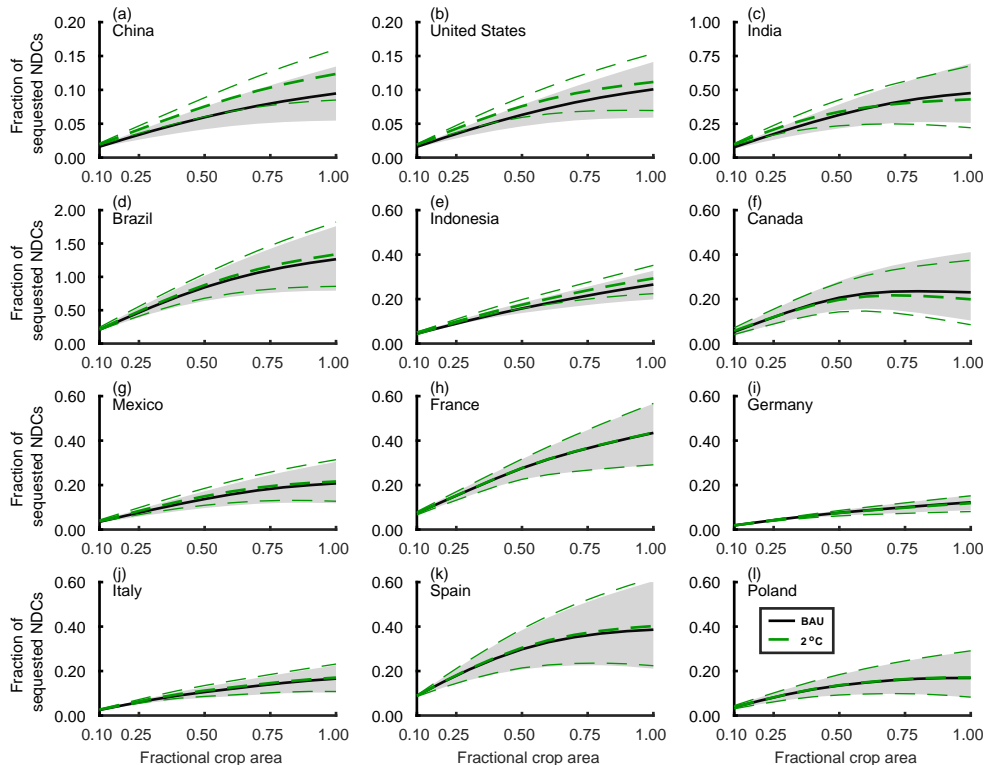 (a)
China
(b)
United States
(c)
India
Fraction of
sequested NDCs
0.20
0.15
0.10
0.05
0.00
0.20
0.15
0.10
0.05
0.00
1.00
0.75
0.50
0.25
0.00
0.10 0.25 0.50 0.75 1.00
0.10 0.25 0.50 0.75 1.00
0.10 0.25 0.50 0.75 1.00
(d)
Brazil
(e)
Indonesia
(f)
Canada
Fraction of
sequested NDCs
2.00
1.50
1.00
0.50
0.00
0.60
0.40
0.20
0.00
0.60
0.40
0.20
0.00
0.10 0.25 0.50 0.75 1.00
0.10 0.25 0.50 0.75 1.00
0.10 0.25 0.50 0.75 1.00
(g)
Mexico
(h)
France
(i)
Germany
Fraction of
sequested NDCs
0.60
0.40
0.20
0.00
0.60
0.40
0.20
0.00
0.60
0.40
0.20
0.00
0.10 0.25 0.50 0.75 1.00
0.10 0.25 0.50 0.75 1.00
0.10 0.25 0.50 0.75 1.00
(j)
Italy
(k)
Spain
(l)
Poland
Fraction of
sequested NDCs
0.60
0.40
0.20
0.00
0.60
0.40
0.20
0.00
0.60
0.40
0.20
0.00
BAU
2 °C
0.10 0.25 0.50 0.75 1.00
0.10 0.25 0.50 0.75 1.00
0.10 0.25 0.50 0.75 1.00
Fractional crop area
Fractional crop area
Fractional crop area